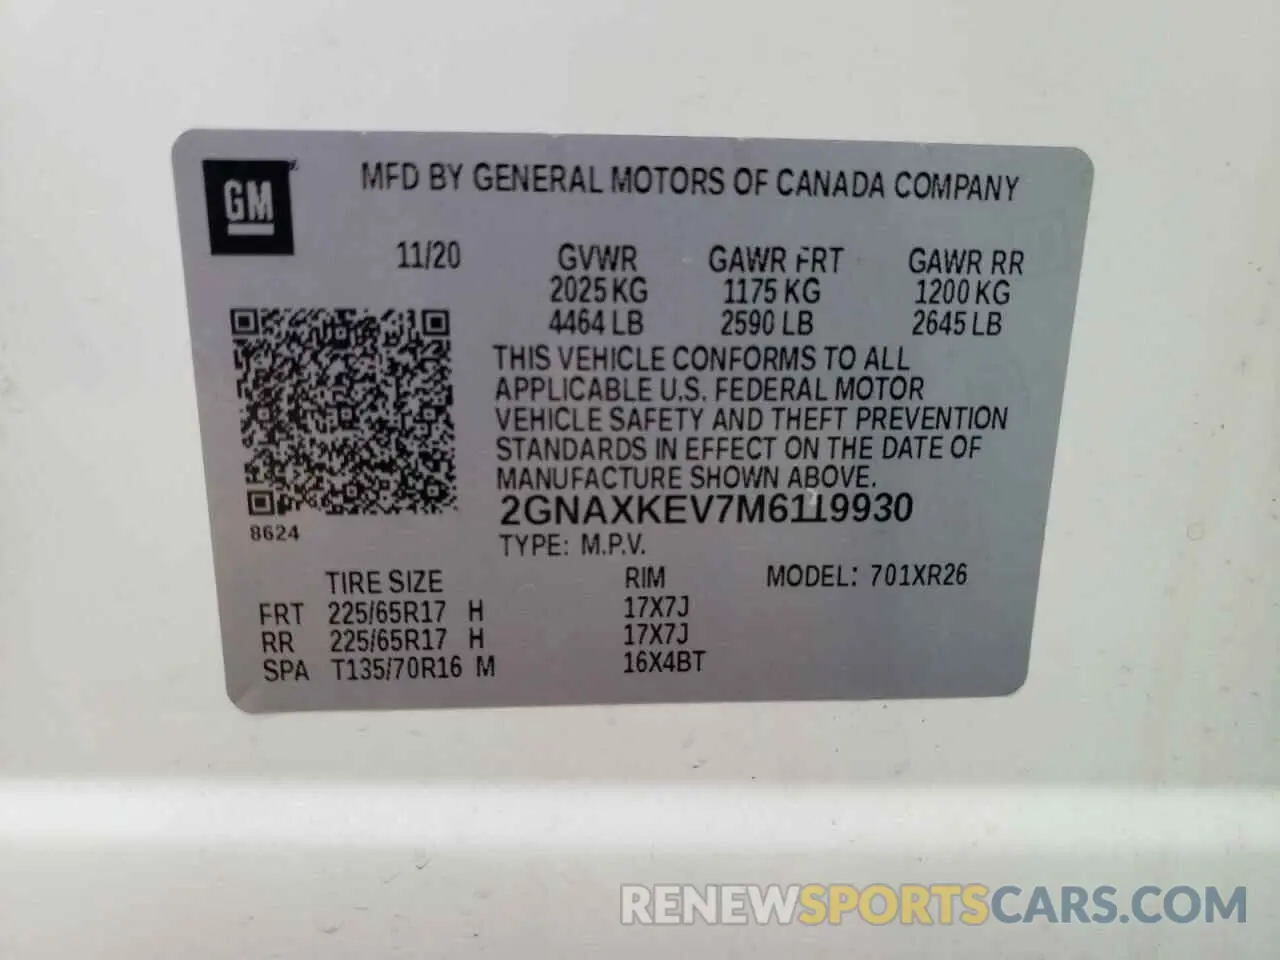 GM
MFD BY GENERAL MOTORS OF CANADA COMPANY
11/20 GVWR GAWR FRT GAWR RR
2025 KG 1175 KG 1200 KG
4464 LB 2590 LB 2645 LB
THIS VEHICLE CONFORMS TO ALL
APPLICABLE U.S. FEDERAL MOTOR
VEHICLE SAFETY AND THEFT PREVENTION
STANDARDS IN EFFECT ON THE DATE OF
MANUFACTURE SHOWN ABOVE.
2GNAXKEV7M6119930
8624
TYPE: M.P.V.
TIRE SIZE RIM MODEL: 701XR26
FRT 225/65R17 H 17X7J
RR 225/65R17 H 17X7J
SPA T135/70R16 M 16X4BT
RENEWSPORTSCARS.COM